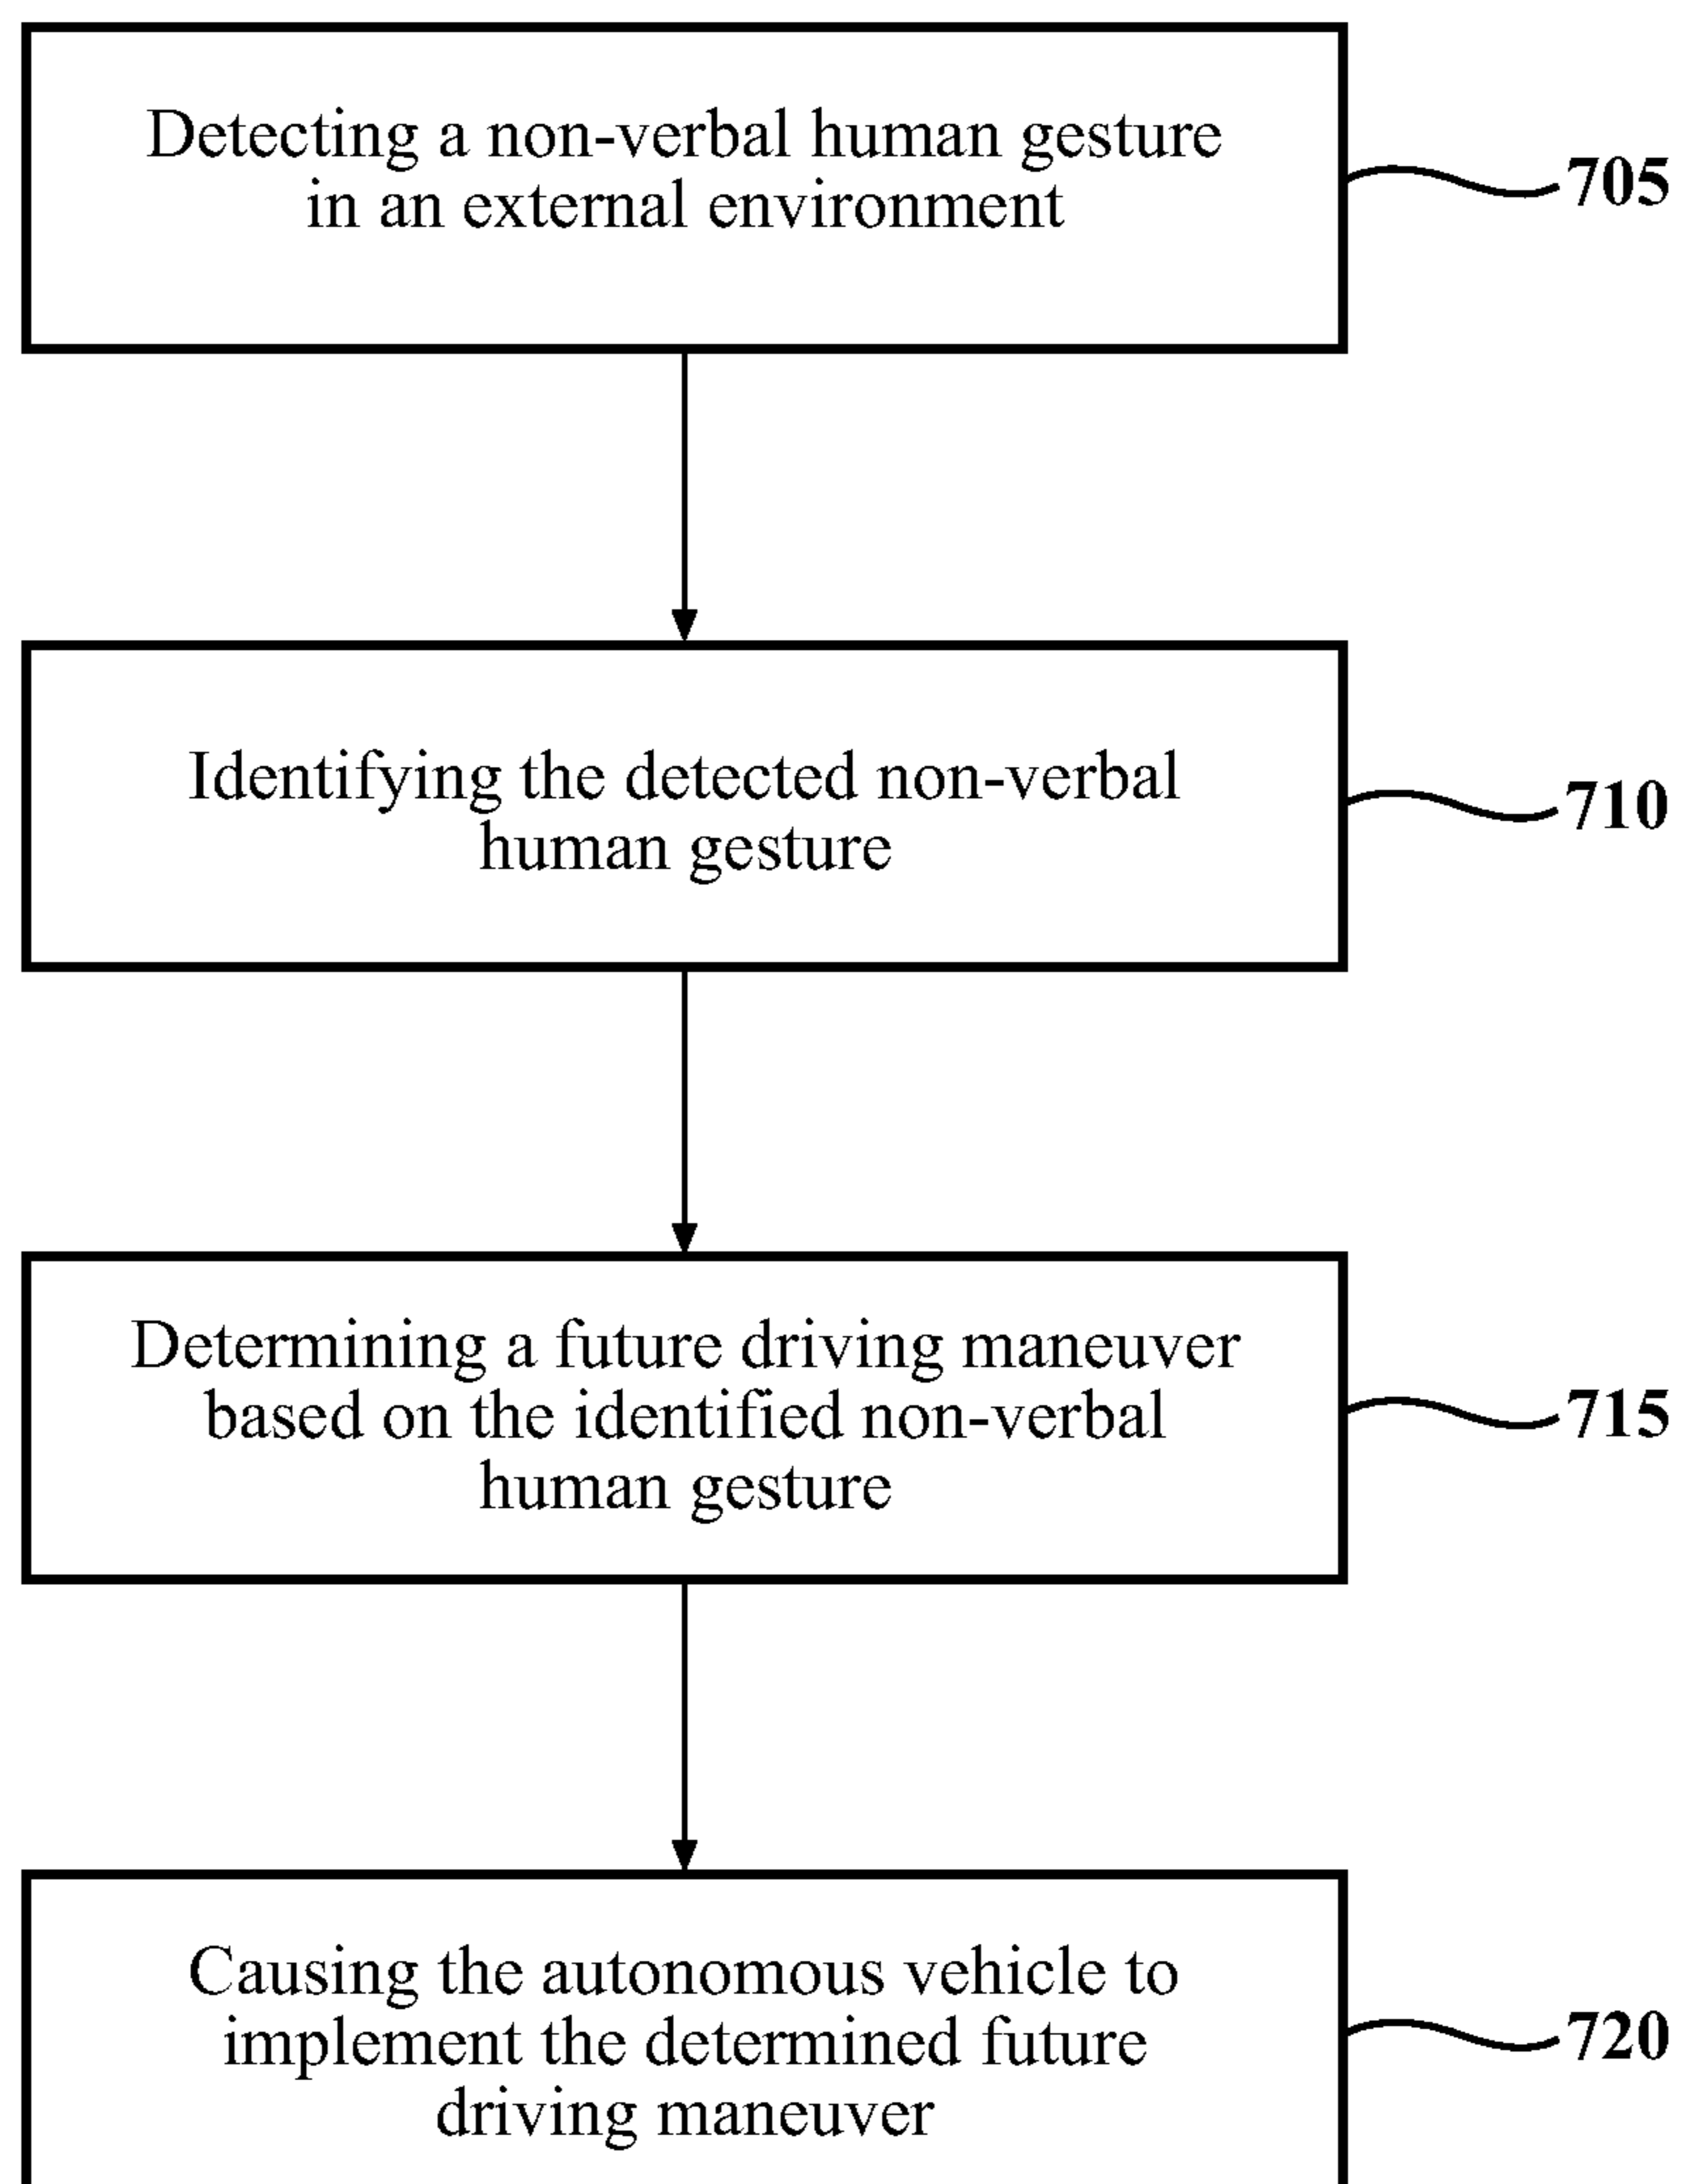 Detecting a non-verbal human gesture
in an external environment
705
Identifying the detected non-verbal
human gesture
710
Determining a future driving maneuver
based on the identified non-verbal
human gesture
715
Causing the autonomous vehicle to
implement the determined future
driving maneuver
720